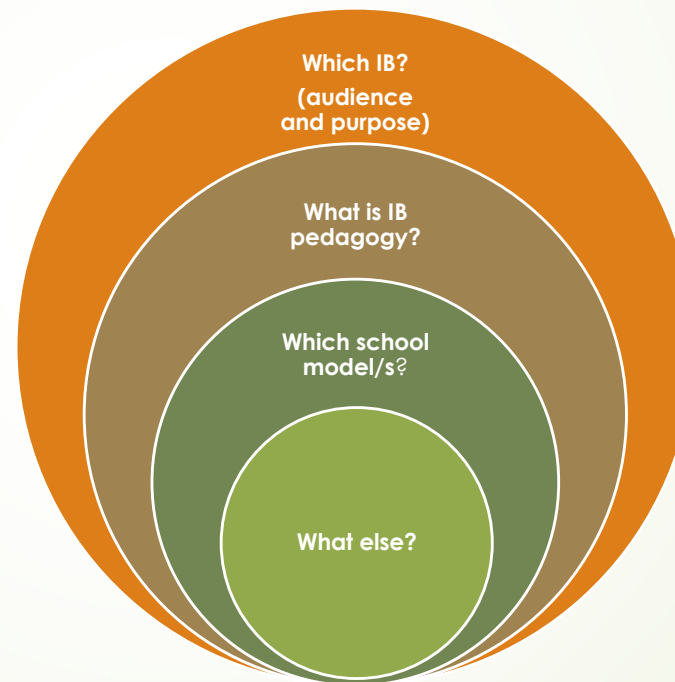 Which IB?
(audience
and purpose)
What is IB
pedagogy?
Which school
model/s?
What else?